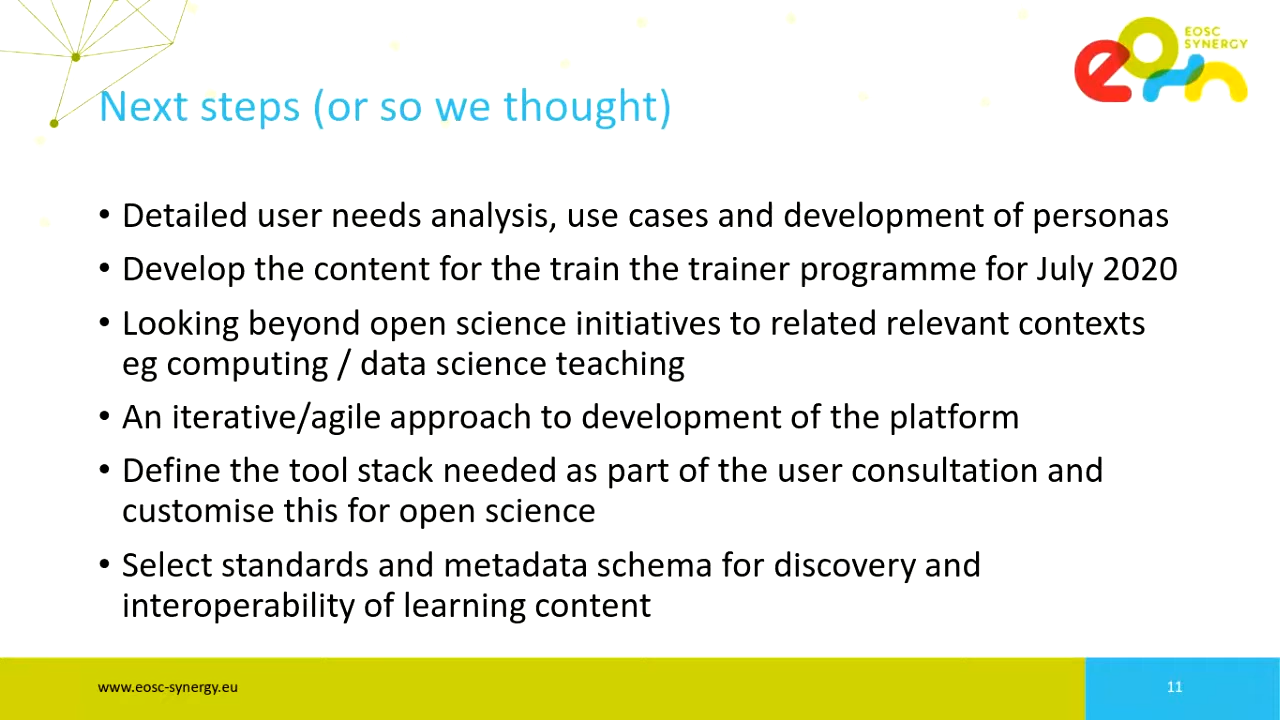 EOSC
SYNERGY
Next steps (or so we thought)
• Detailed user needs analysis, use cases and development of personas
• Develop the content for the train the trainer programme for July 2020
• Looking beyond open science initiatives to related relevant contexts
eg computing / data science teaching
• An iterative/agile approach to development of the platform
• Define the tool stack needed as part of the user consultation and
customise this for open science
• Select standards and metadata schema for discovery and
interoperability of learning content
www.eosc-synergy.eu
11